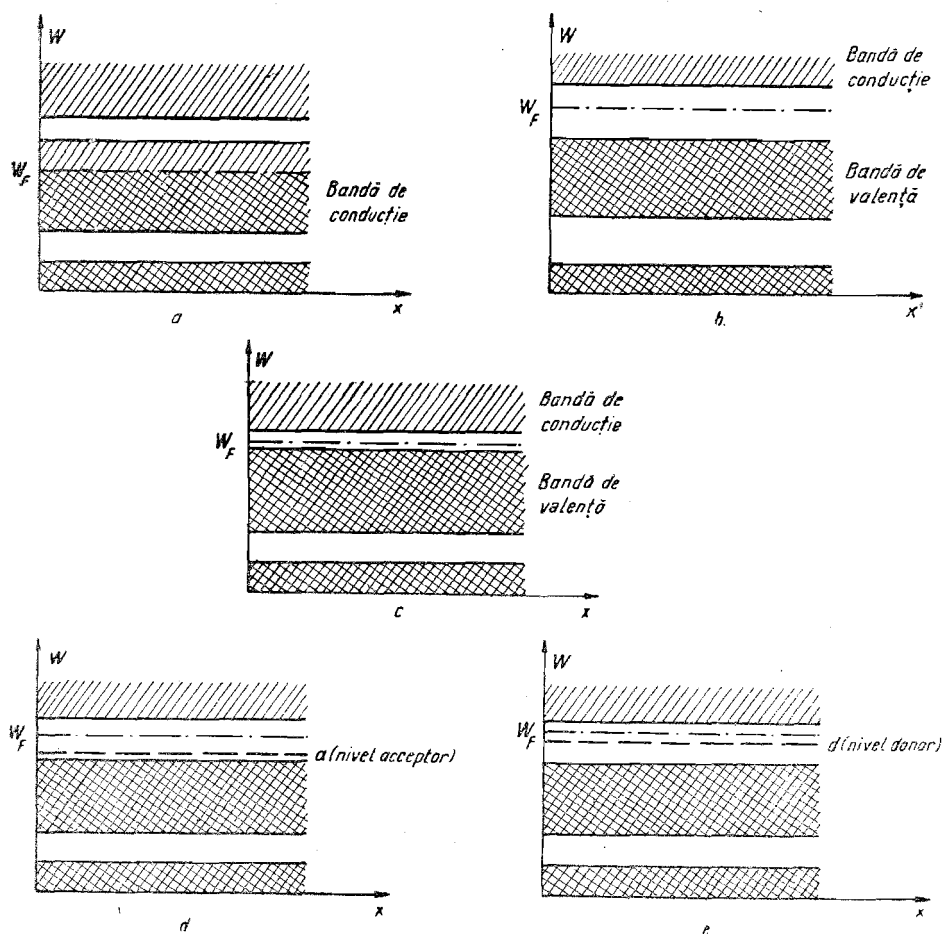 W
W_F
Bandă de
conducție
x
a
W
W_F
Bandă de
conducție
Bandă de
valență
x
b.
W
W_F
Bandă de
conducție
Bandă de
valență
x
c
W
W_F
a (nivel acceptor)
x
d
W
W_F
d (nivel donor)
x
e